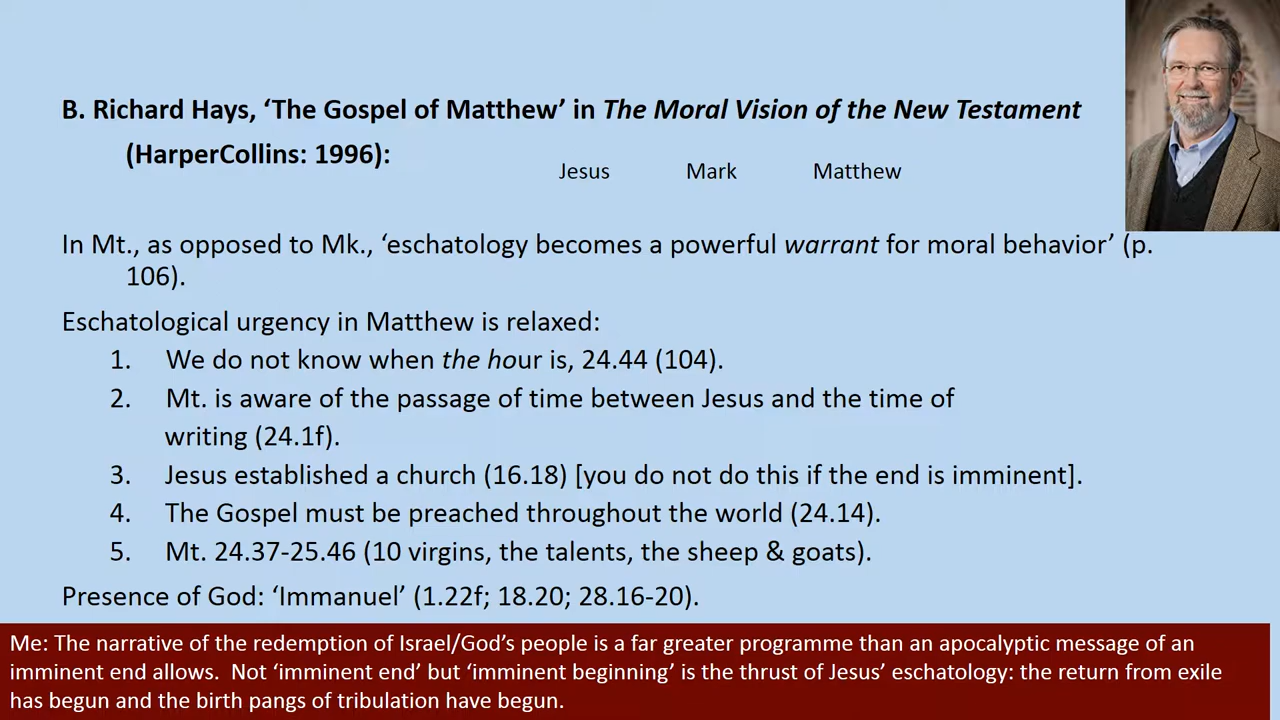 B. Richard Hays, ‘The Gospel of Matthew’ in The Moral Vision of the New Testament
(HarperCollins: 1996):
Jesus Mark Matthew
In Mt., as opposed to Mk., ‘eschatology becomes a powerful warrant for moral behavior’ (p.
106).
Eschatological urgency in Matthew is relaxed:
1. We do not know when the hour is, 24.44 (104).
2. Mt. is aware of the passage of time between Jesus and the time of
writing (24.1f).
3. Jesus established a church (16.18) [you do not do this if the end is imminent].
4. The Gospel must be preached throughout the world (24.14).
5. Mt. 24.37-25.46 (10 virgins, the talents, the sheep & goats).
Presence of God: ‘Immanuel’ (1.22f; 18.20; 28.16-20).
Me: The narrative of the redemption of Israel/God’s people is a far greater programme than an apocalyptic message of an
imminent end allows. Not ‘imminent end’ but ‘imminent beginning’ is the thrust of Jesus’ eschatology: the return from exile
has begun and the birth pangs of tribulation have begun.